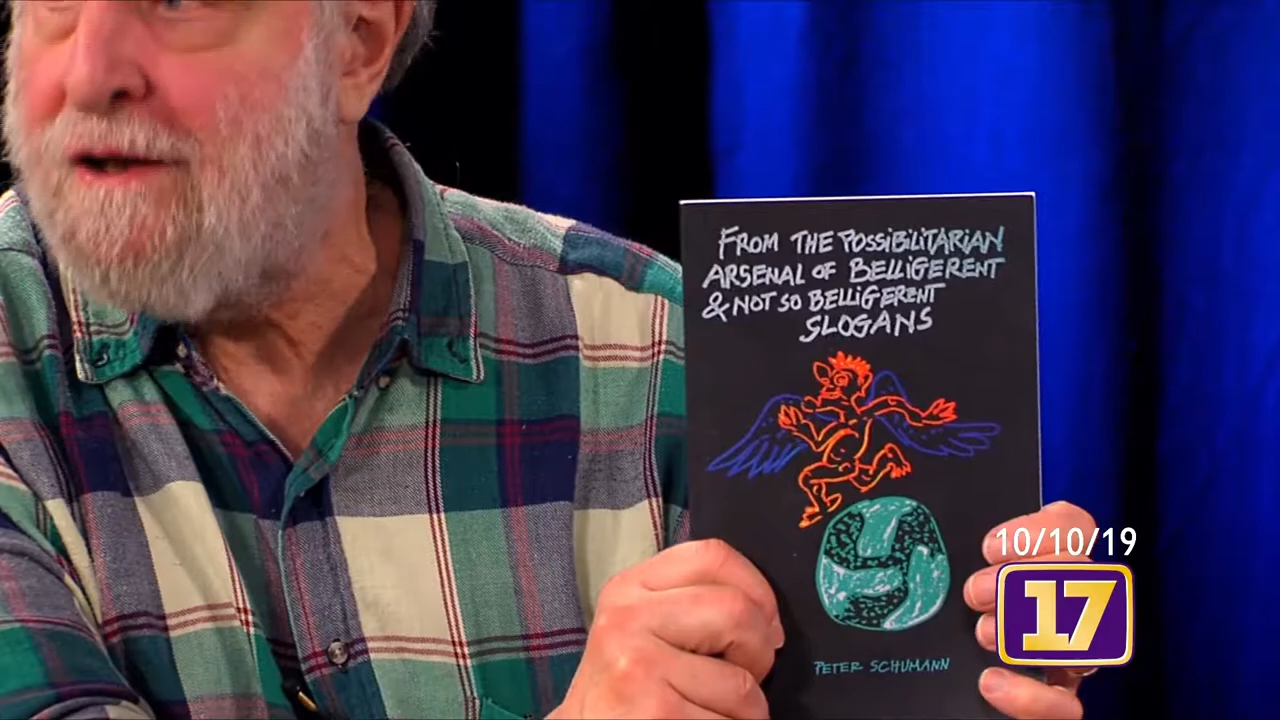 FROM THE POSSIBILITARIAN
ARSENAL OF BELLIGERENT
& NOT SO BELLIGERENT
SLOGANS
PETER SCHUMANN
10/10/19
17